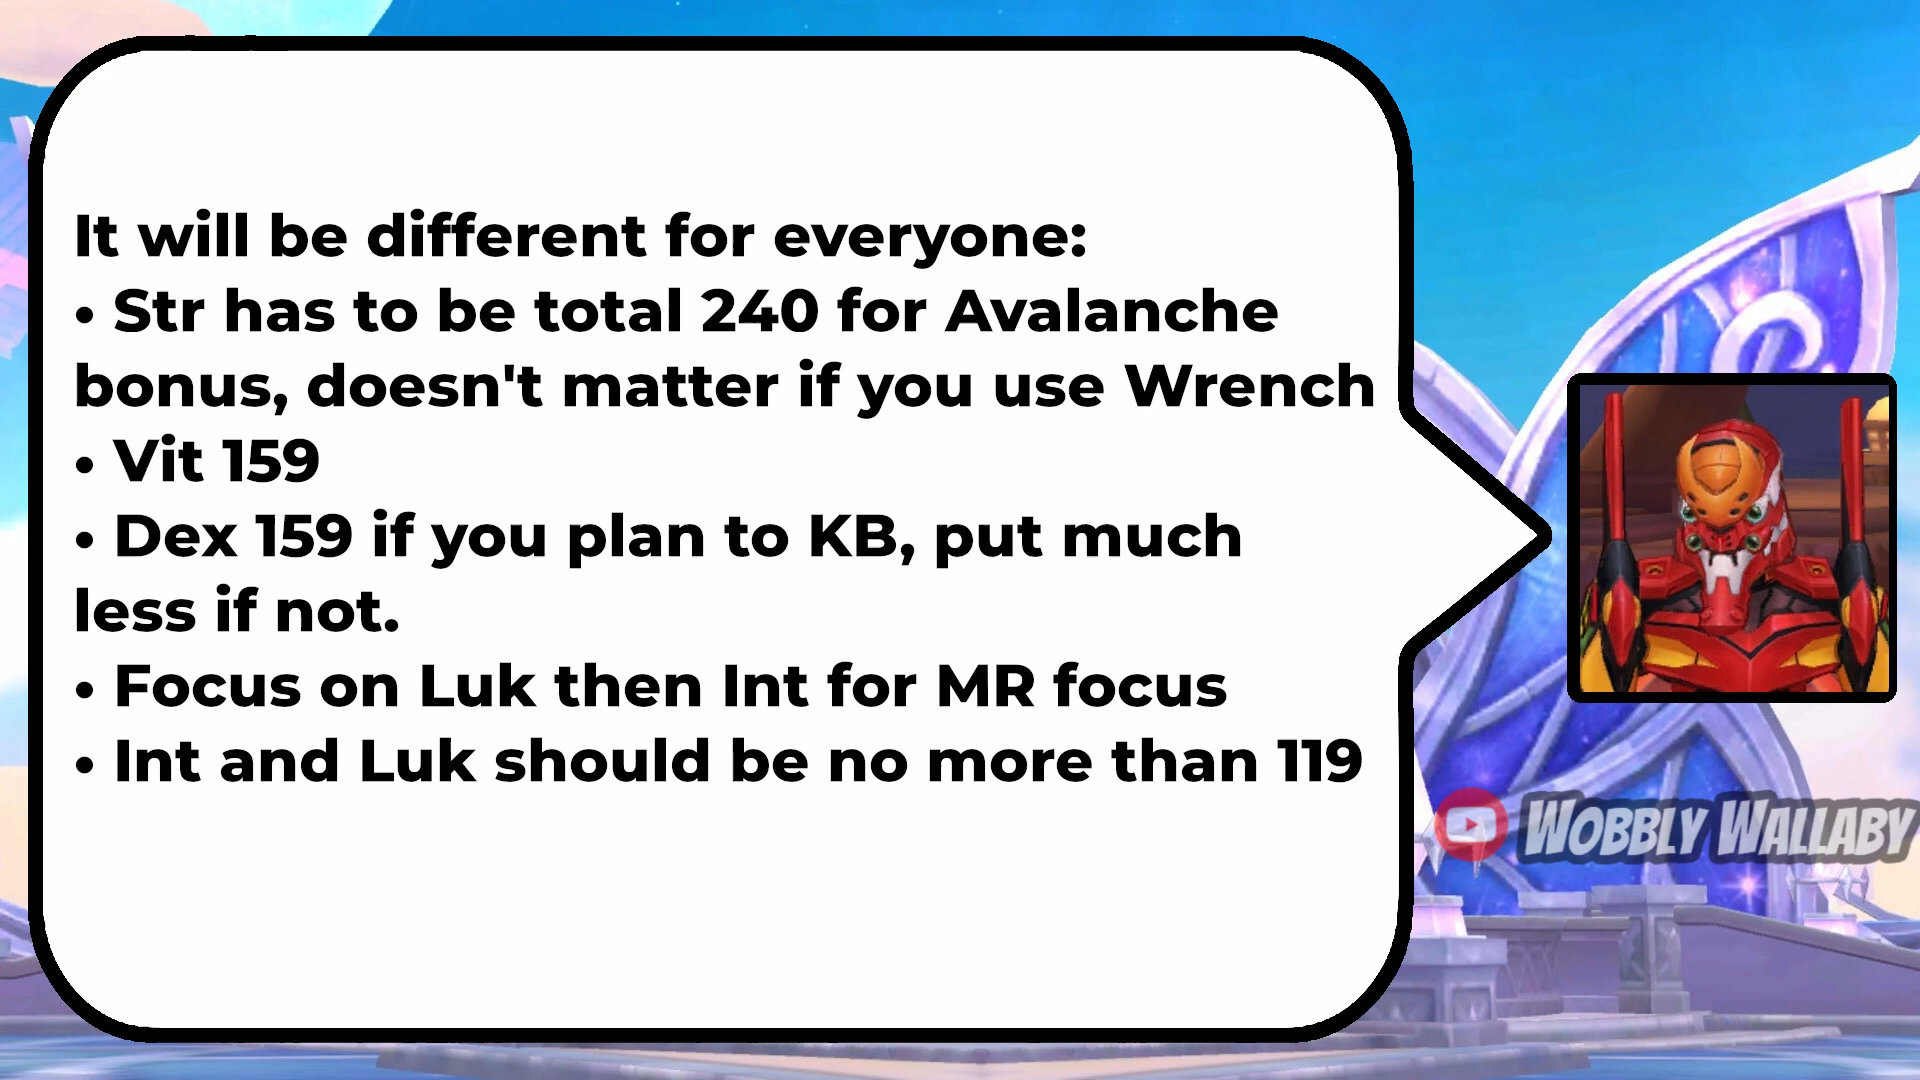 It will be different for everyone:
• Str has to be total 240 for Avalanche
bonus, doesn't matter if you use Wrench
• Vit 159
• Dex 159 if you plan to KB, put much
less if not.
• Focus on Luk then Int for MR focus
• Int and Luk should be no more than 119
Wobbly Wallaby